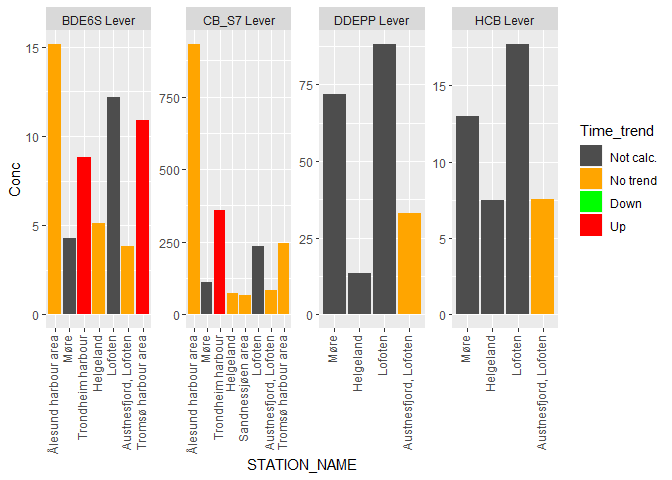 BDE6S Lever
CB_S7 Lever
DDEPP Lever
HCB Lever
Conc
15
10
5
0
750
500
250
0
75
50
25
0
15
10
5
0
Ålesund harbour area
Møre
Trondheim harbour
Helgeland
Lofoten
Austnesfjord, Lofoten
Tromsø harbour area
Ålesund harbour area
Møre
Trondheim harbour
Helgeland
Sandnessjøen area
Lofoten
Austnesfjord, Lofoten
Tromsø harbour area
Møre
Helgeland
Lofoten
Austnesfjord, Lofoten
Møre
Helgeland
Lofoten
Austnesfjord, Lofoten
STATION_NAME
Time_trend
Not calc.
No trend
Down
Up